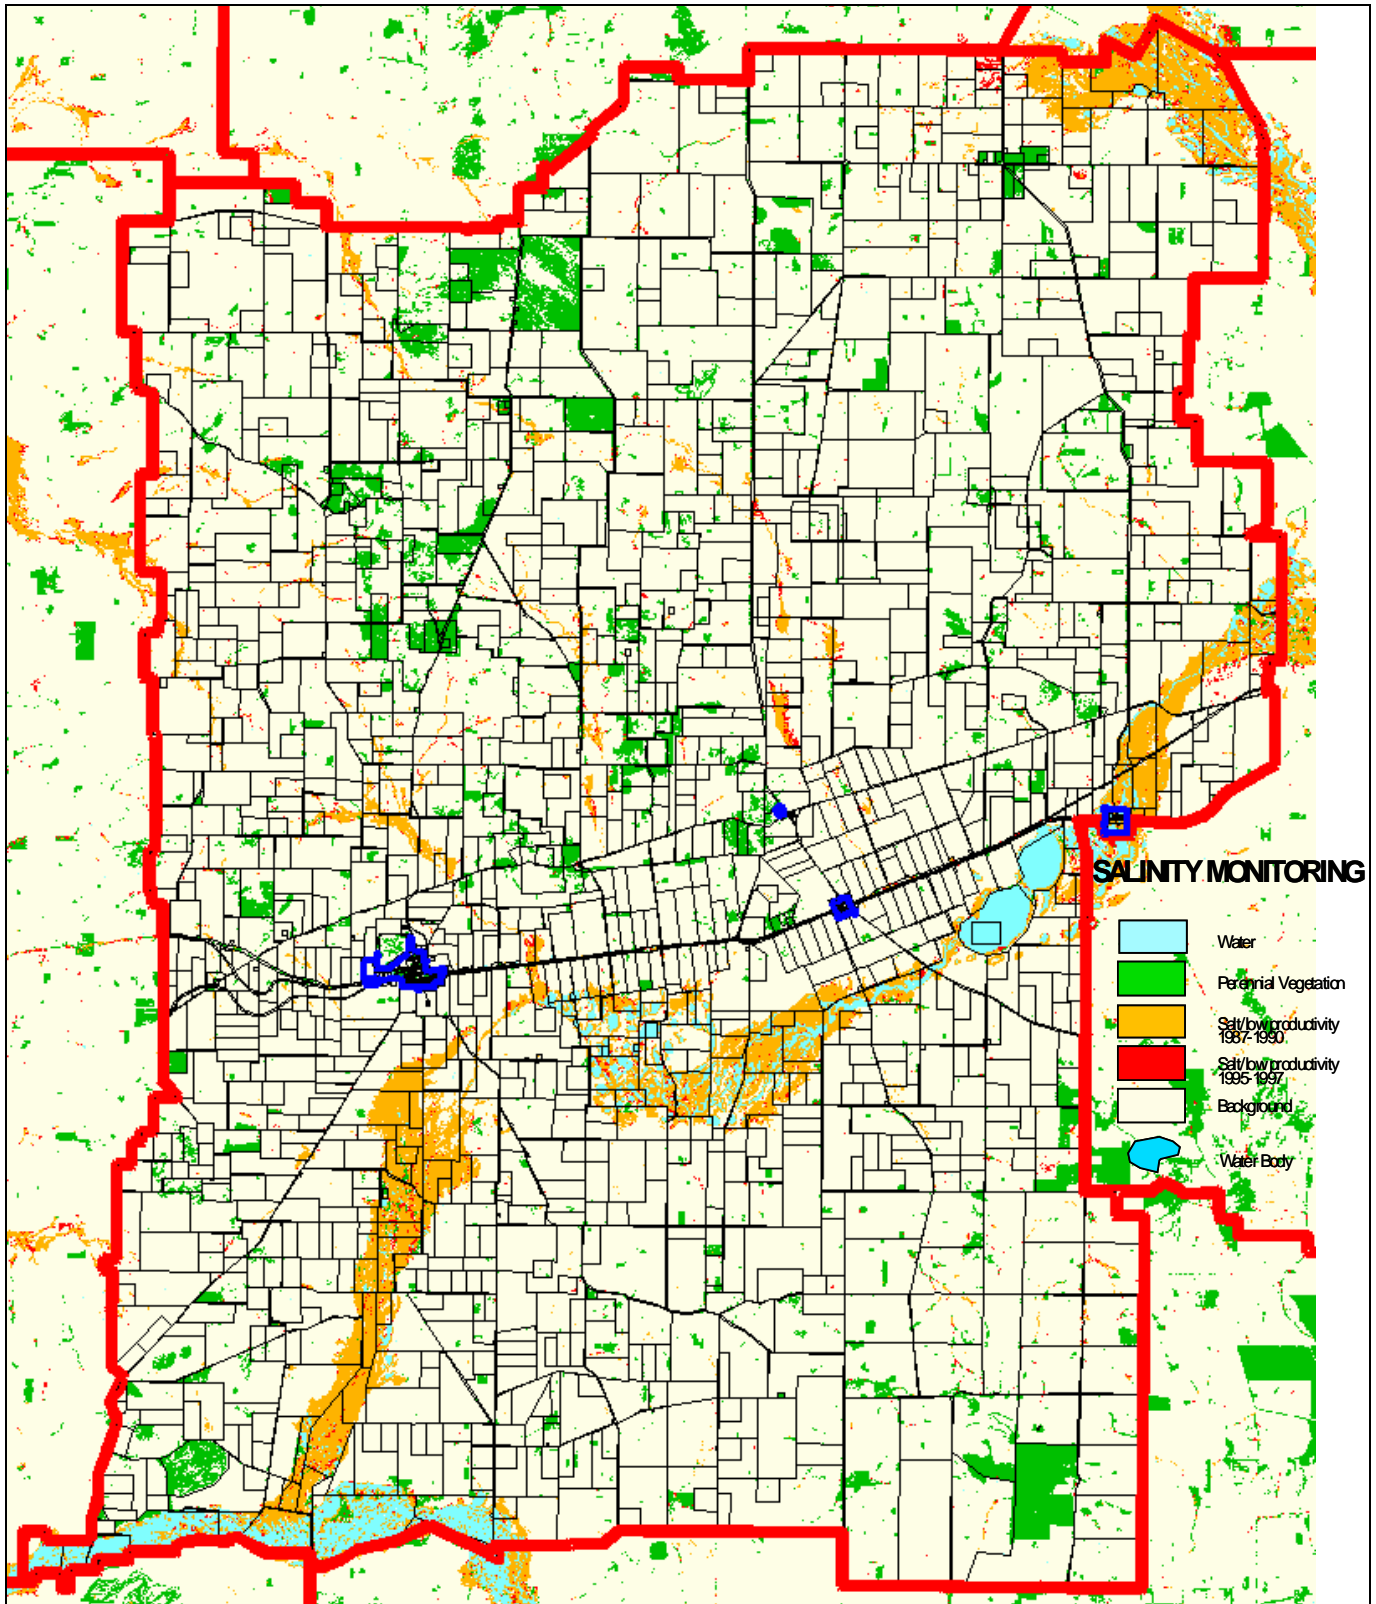 SALINITY MONITORING
Water
Perennial Vegetation
Salt/low productivity
1987-1990
Salt/low productivity
1995-1997
Background
Water Body